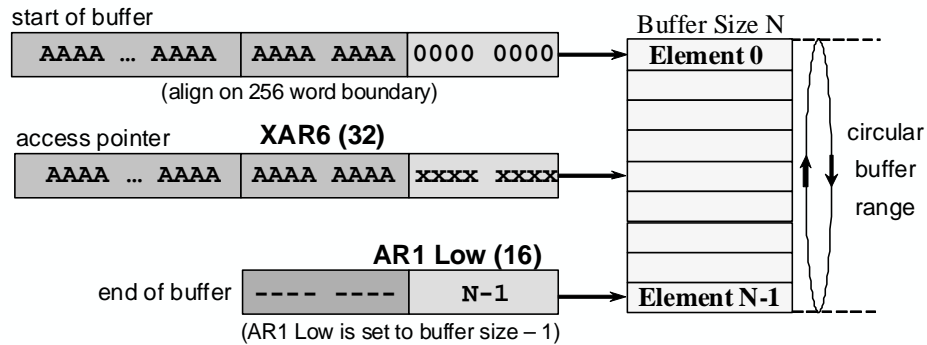 start of buffer
Buffer Size N
AAAA … AAAA AAAA AAAA 0000 0000
Element 0
(align on 256 word boundary)
access pointer XAR6 (32)
AAAA … AAAA AAAA AAAA xxxx xxxx
circular
buffer
range
AR1 Low (16)
end of buffer ---- ---- N-1
Element N-1
(AR1 Low is set to buffer size – 1)